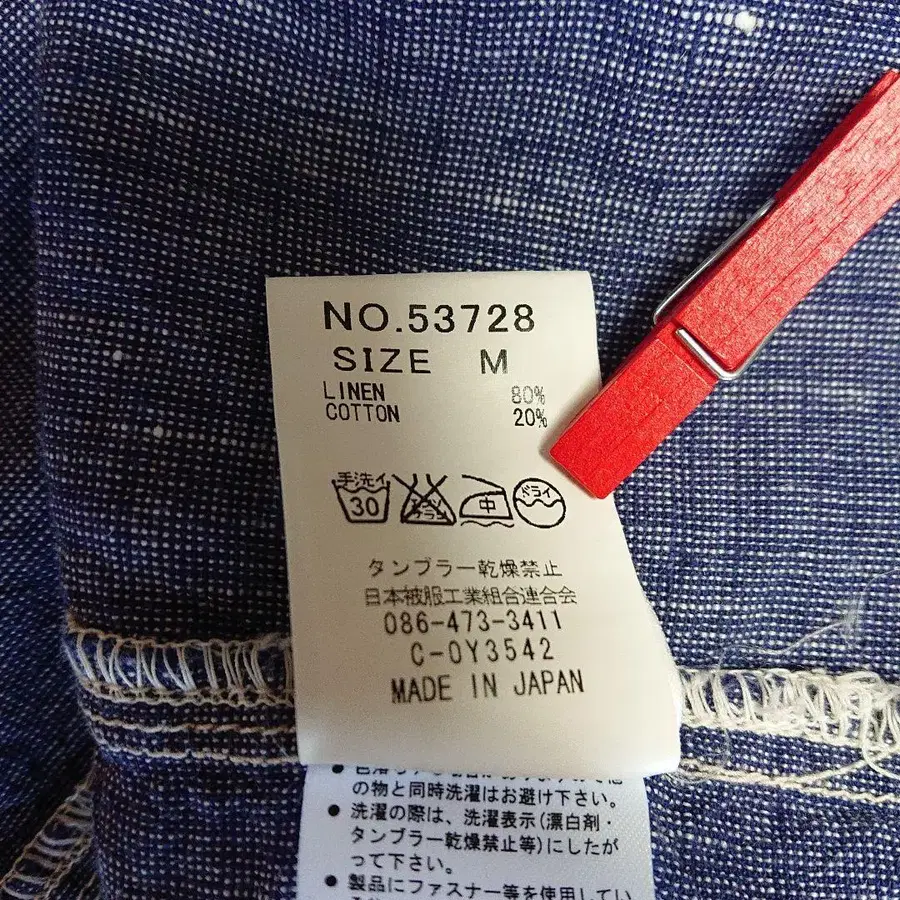 NO.53728
SIZE M
LINEN 80%
COTTON 20%
手洗イ
30
中
ドライ
タンブラー乾燥禁止
日本被服工業組合連合会
086-473-3411
C-0Y3542
MADE IN JAPAN
の物と同時洗濯はお避け下さい。
●洗濯の際は、洗濯表示(漂白剤・
タンブラー乾燥禁止等)にしたが
って下さい。
●製品にファスナー等を使用してい